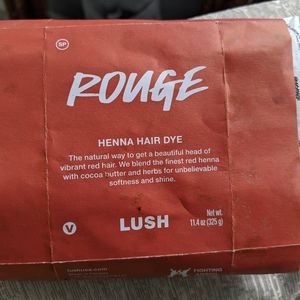 SP
ROUGE
HENNA HAIR DYE
The natural way to get a beautiful head of
vibrant red hair. We blend the finest red henna
with cocoa butter and herbs for unbelievable
softness and shine.
V
LUSH
Net wt.
11.4 oz (325 g)
lushusa.com
FIGHTING